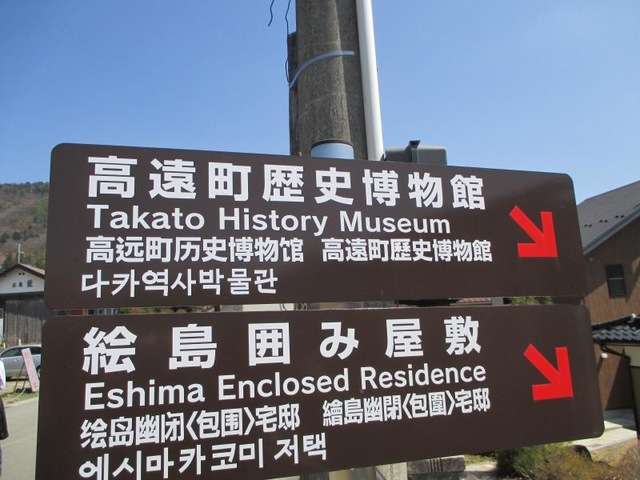 高遠町歴史博物館
Takato History Museum
高远町历史博物馆 高遠町歷史博物館
다카역사박물관
絵島囲み屋敷
Eshima Enclosed Residence
绘岛幽闭〈包围〉宅邸 繪島幽閉〈包圍〉宅邸
에시마카코미 저택